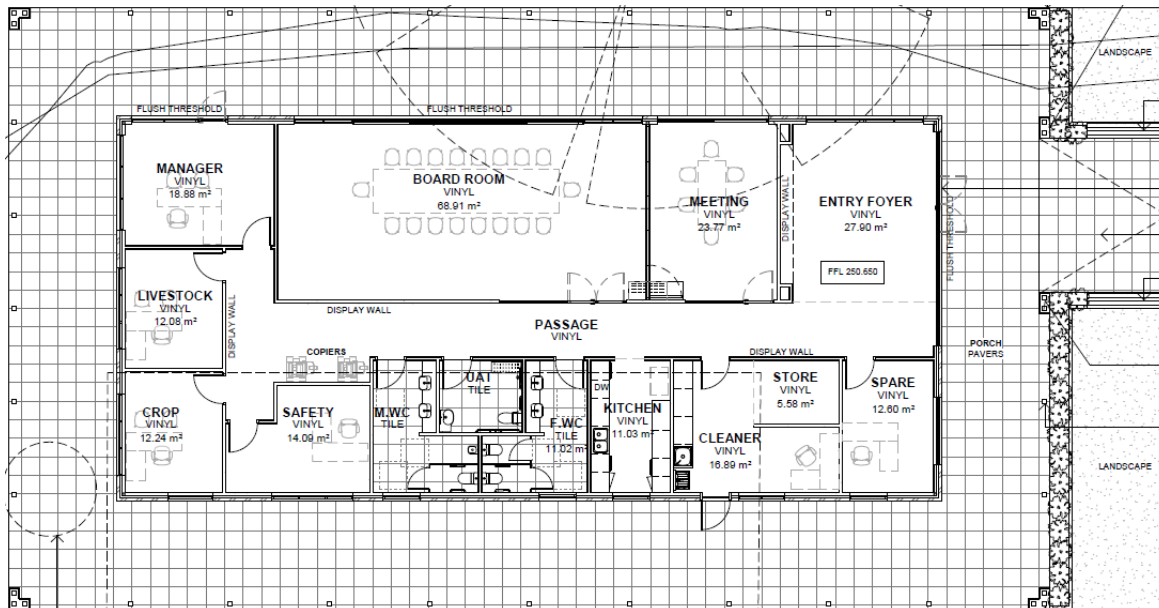 LANDSCAPE
FLUSH THRESHOLD
FLUSH THRESHOLD
MANAGER
VINYL
18.88 m²
BOARD ROOM
VINYL
68.91 m²
MEETING
VINYL
23.77 m²
DISPLAY WALL
ENTRY FOYER
VINYL
27.90 m²
FLUSH THRESHOLD
FFL 250.650
LIVESTOCK
VINYL
12.08 m²
DISPLAY WALL
DISPLAY WALL
PASSAGE
VINYL
COPIERS
DISPLAY WALL
PORCH
PAVERS
CROP
VINYL
12.24 m²
SAFETY
VINYL
14.09 m²
M.WC
TILE
UAT
TILE
F.WC
TILE
11.02 m²
DW
KITCHEN
VINYL
11.03 m²
CLEANER
VINYL
16.89 m²
STORE
VINYL
5.58 m²
SPARE
VINYL
12.60 m²
LANDSCAPE